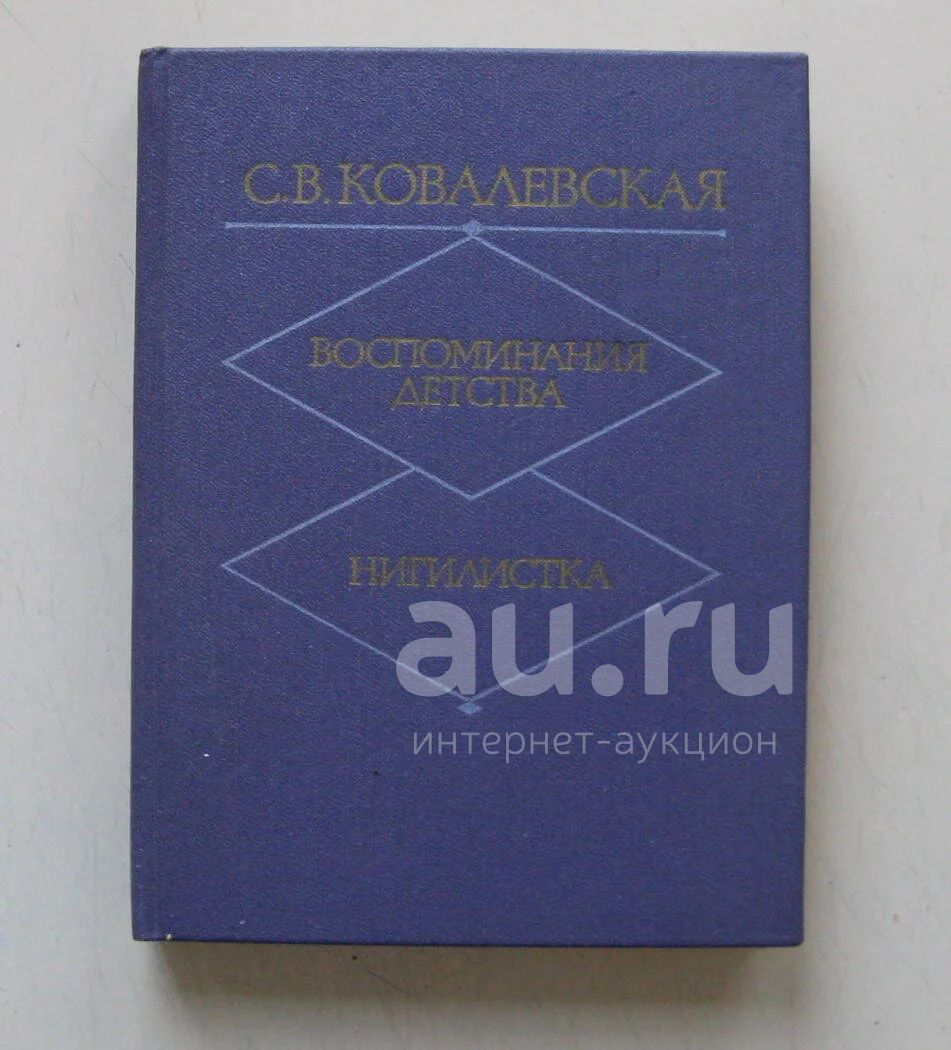 С.В. КОВАЛЕВСКАЯ
ВОСПОМИНАНИЯ
ДЕТСТВА
НИГИЛИСТКА
au.ru
интернет-аукцион